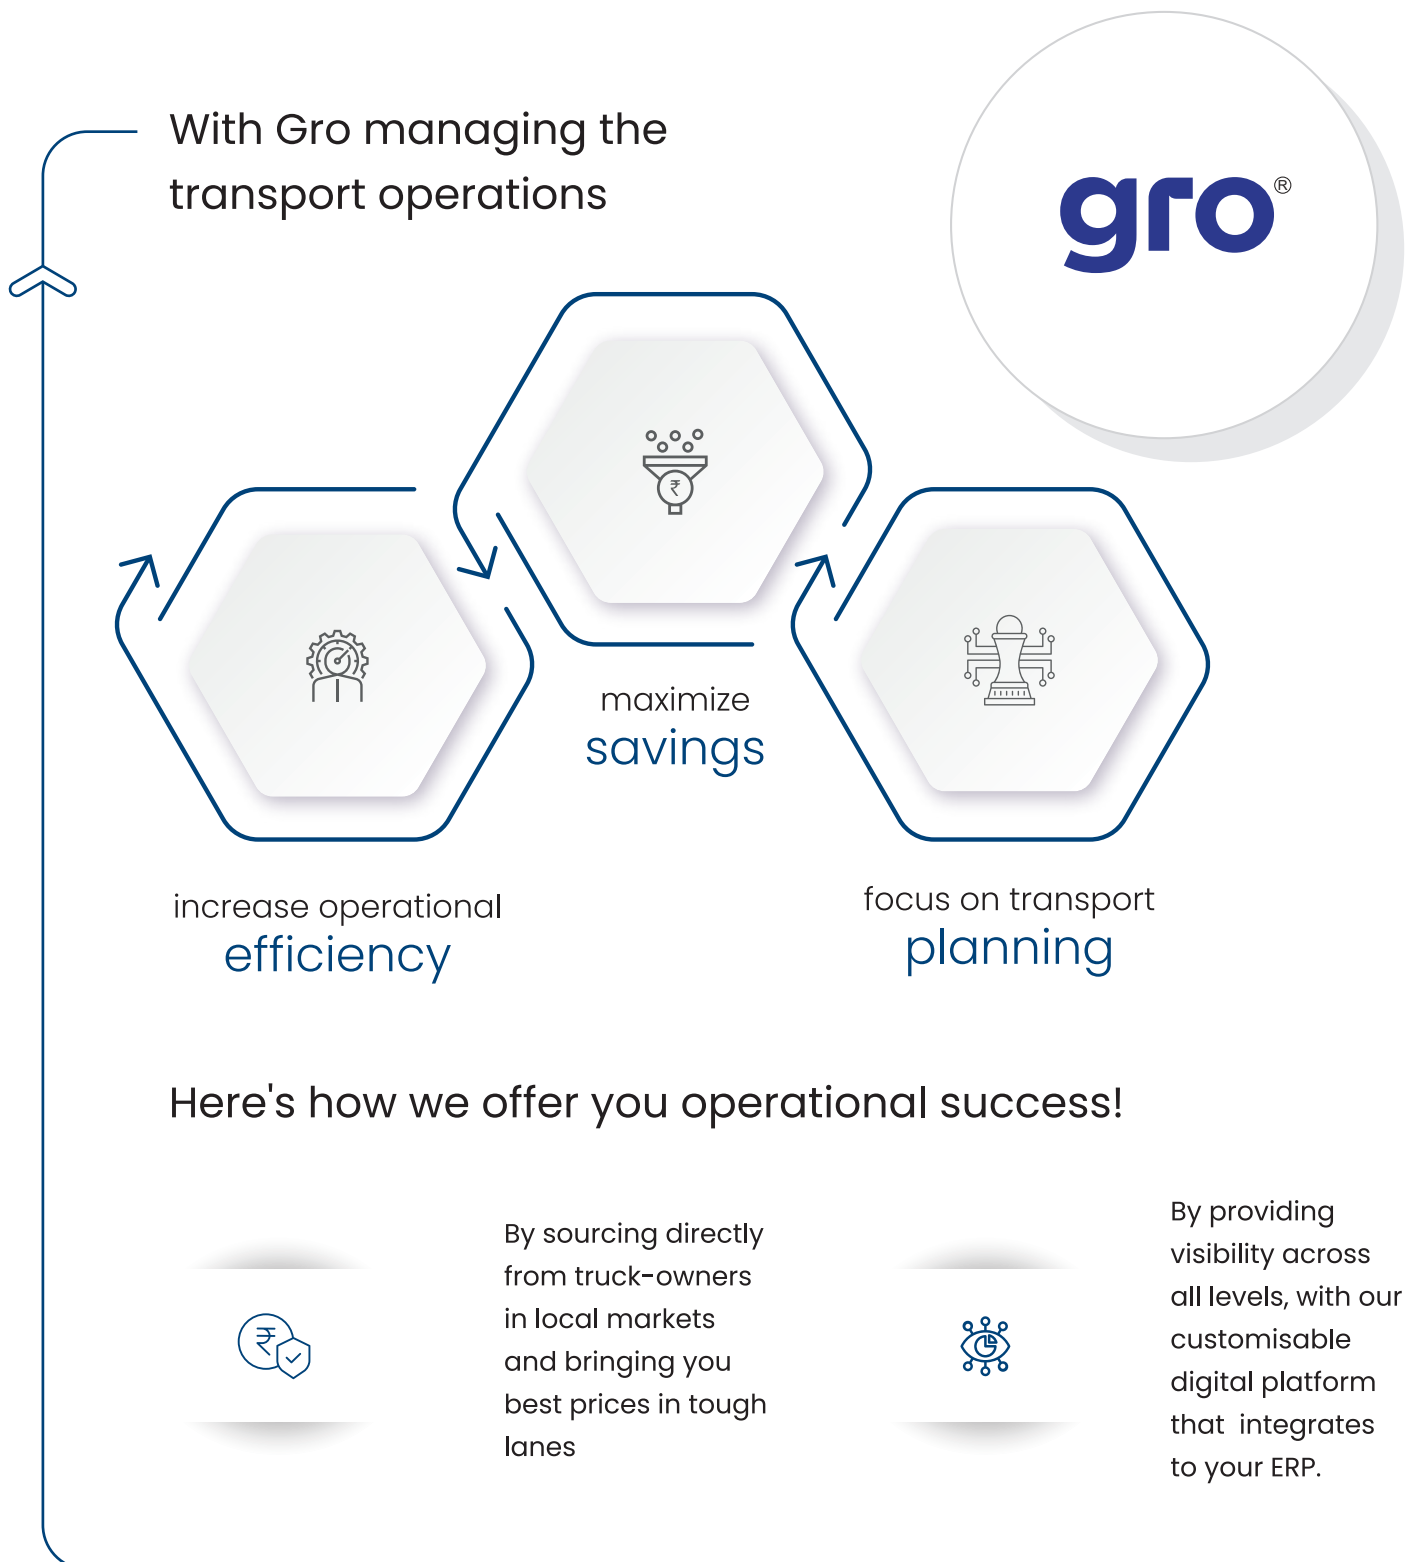 With Gro managing the
transport operations
gro®
₹
maximize
savings
increase operational
efficiency
focus on transport
planning
Here's how we offer you operational success!
₹
By sourcing directly
from truck-owners
in local markets
and bringing you
best prices in tough
lanes
By providing
visibility across
all levels, with our
customisable
digital platform
that integrates
to your ERP.